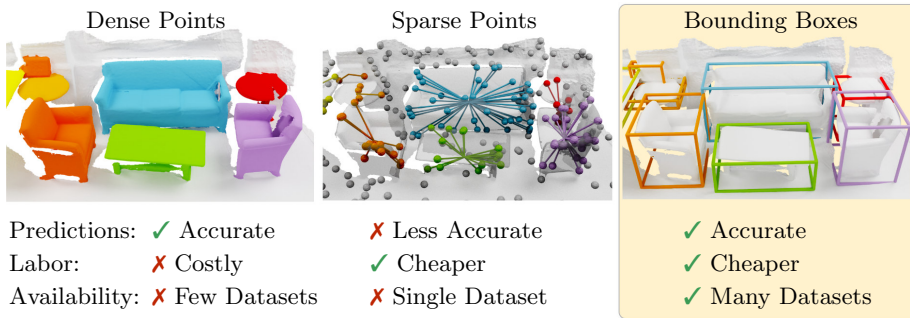 Dense Points Sparse Points Bounding Boxes
Predictions: ✓ Accurate ✗ Less Accurate ✓ Accurate
Labor: ✗ Costly ✓ Cheaper ✓ Cheaper
Availability: ✗ Few Datasets ✗ Single Dataset ✓ Many Datasets